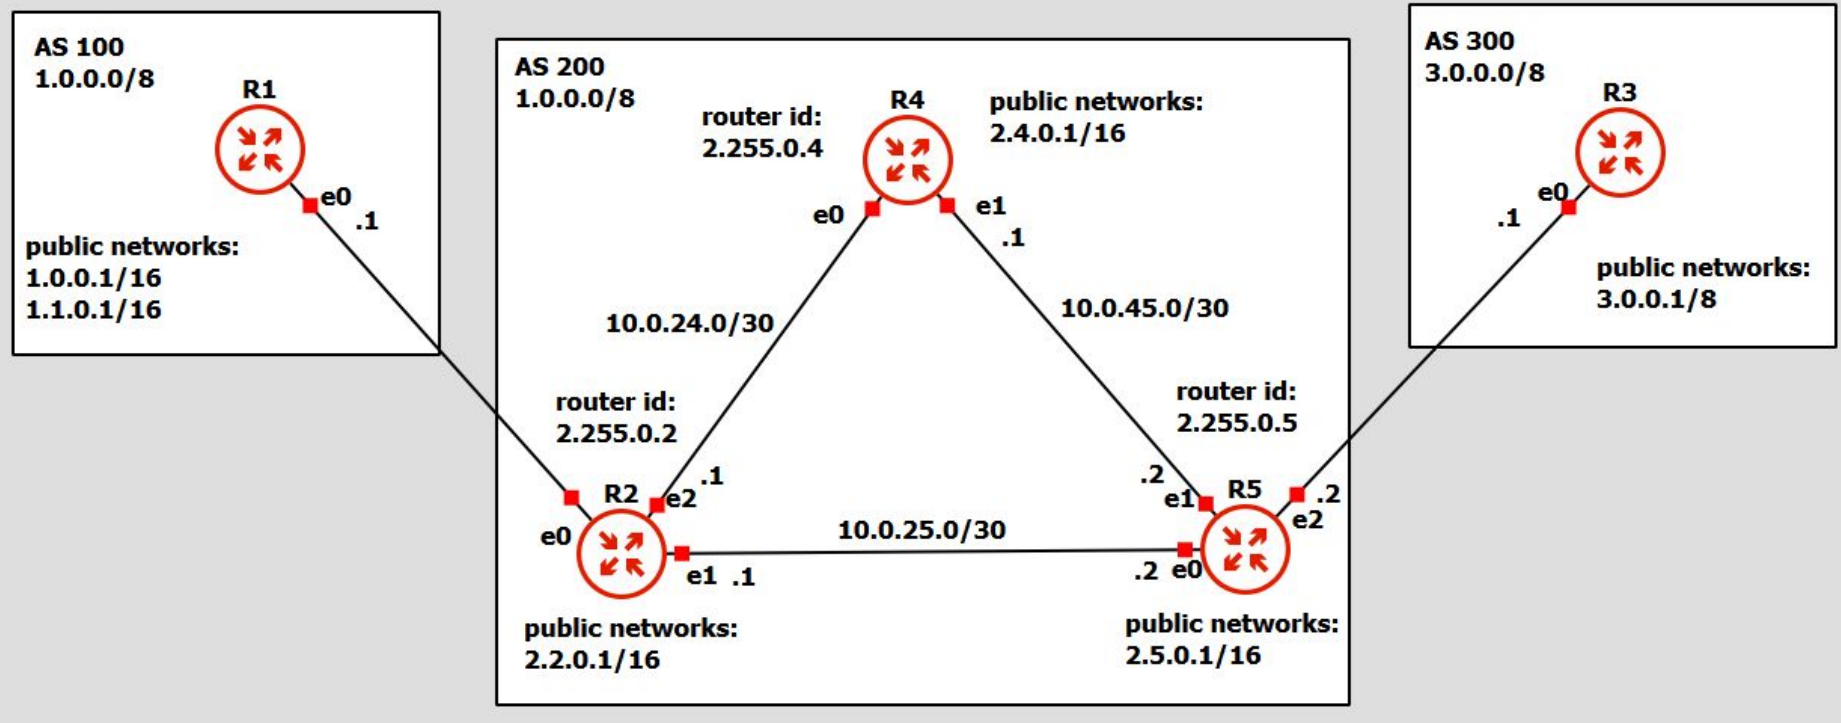 AS 100
1.0.0.0/8
R1
e0
.1
public networks:
1.0.0.1/16
1.1.0.1/16
AS 200
1.0.0.0/8
router id:
2.255.0.4
R4
public networks:
2.4.0.1/16
e0
e1
.1
10.0.24.0/30
10.0.45.0/30
router id:
2.255.0.2
R2
.1
e2
e0
e1 .1
10.0.25.0/30
public networks:
2.2.0.1/16
router id:
2.255.0.5
.2
e1
R5
.2
e2
.2 e0
public networks:
2.5.0.1/16
AS 300
3.0.0.0/8
R3
e0
.1
public networks:
3.0.0.1/8